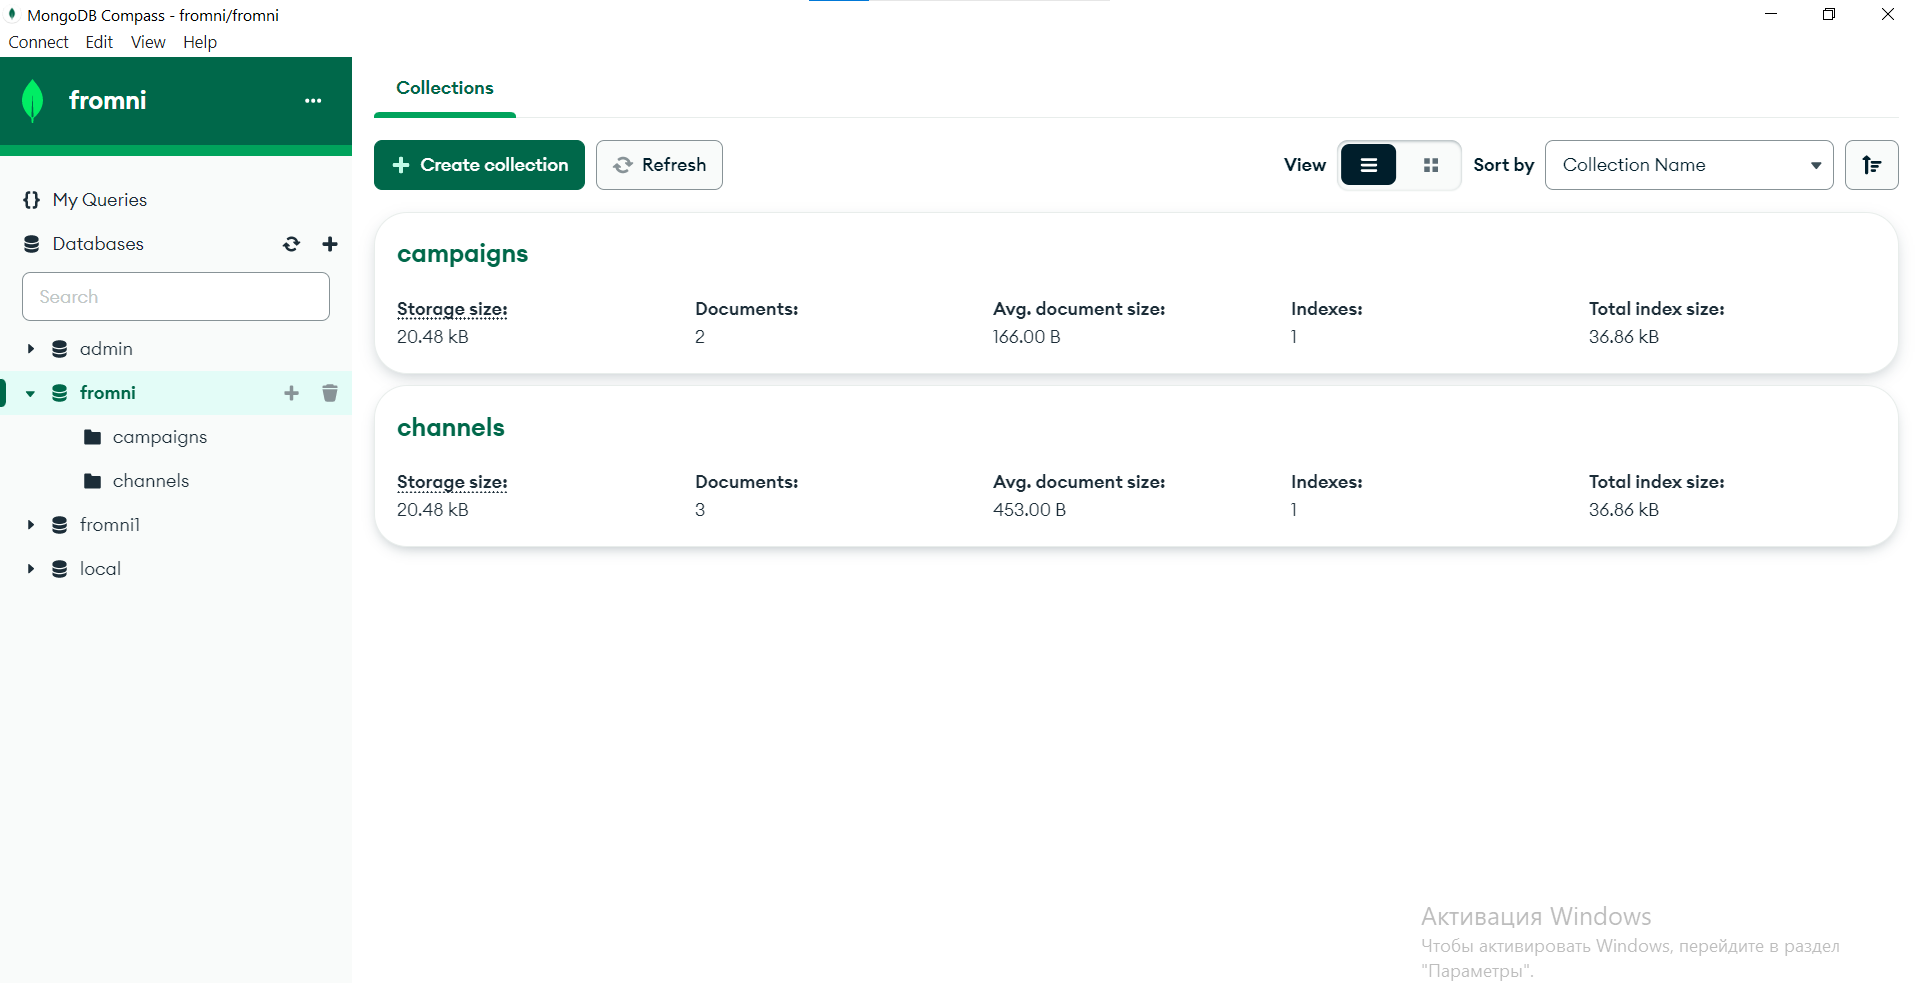 MongoDB Compass - fromni/fromni
Connect Edit View Help
fromni
My Queries
Databases
Search
admin
fromni
campaigns
channels
fromni1
local
Collections
Create collection Refresh View Sort by Collection Name
campaigns
Storage size: Documents: Avg. document size: Indexes: Total index size:
20.48 kB 2 166.00 B 1 36.86 kB
channels
Storage size: Documents: Avg. document size: Indexes: Total index size:
20.48 kB 3 453.00 B 1 36.86 kB
Активация Windows
Чтобы активировать Windows, перейдите в раздел
"Параметры".